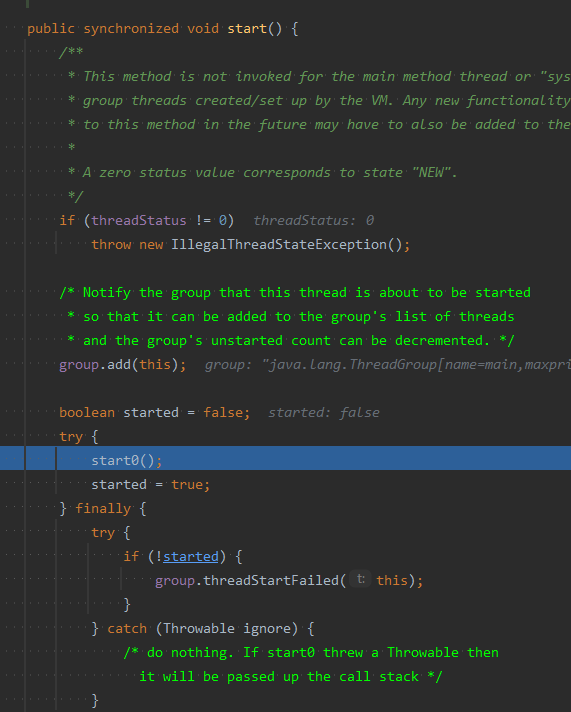 public synchronized void start() {
/**
* This method is not invoked for the main method thread or "sys
* group threads created/set up by the VM. Any new functionality
* to this method in the future may have to also be added to the
*
* A zero status value corresponds to state "NEW".
*/
if (threadStatus != 0) threadStatus: 0
throw new IllegalThreadStateException();
/* Notify the group that this thread is about to be started
* so that it can be added to the group's list of threads
* and the group's unstarted count can be decremented. */
group.add(this); group: "java.lang.ThreadGroup[name=main,maxpri
boolean started = false; started: false
try {
start0();
started = true;
} finally {
try {
if (!started) {
group.threadStartFailed( t: this);
}
} catch (Throwable ignore) {
/* do nothing. If start0 threw a Throwable then
it will be passed up the call stack */
}